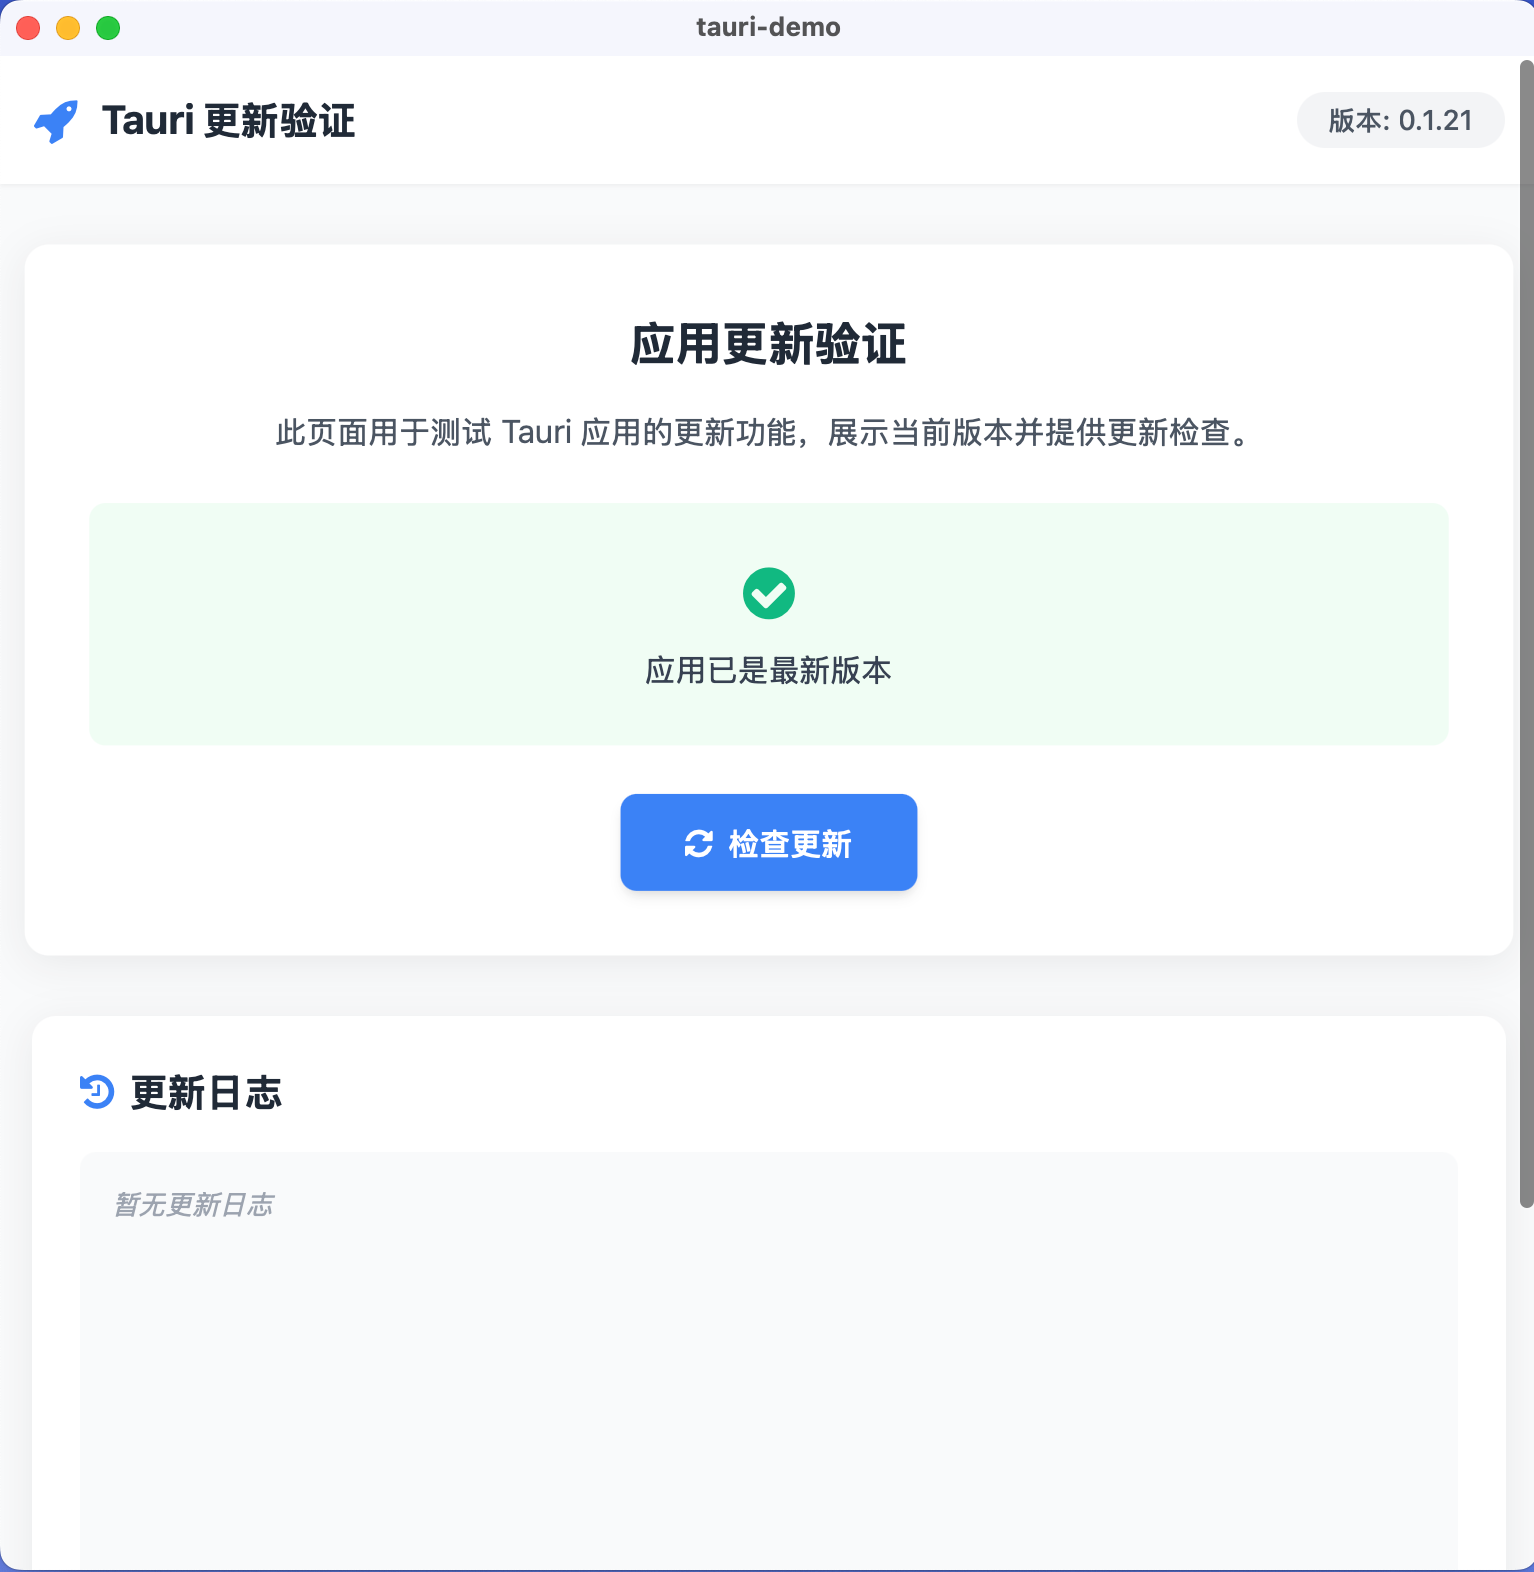 tauri-demo
Tauri 更新验证
版本: 0.1.21
应用更新验证
此页面用于测试 Tauri 应用的更新功能，展示当前版本并提供更新检查。
应用已是最新版本
检查更新
更新日志
暂无更新日志